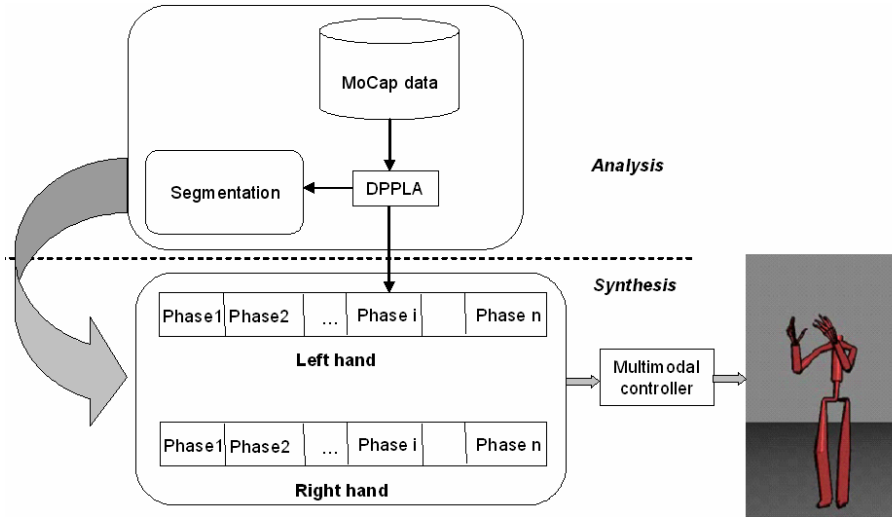 MoCap data
Analysis
Segmentation
DPPLA
Synthesis
Phase1 Phase2 ... Phase i Phase n
Left hand
Multimodal
controller
Phase1 Phase2 ... Phase i Phase n
Right hand